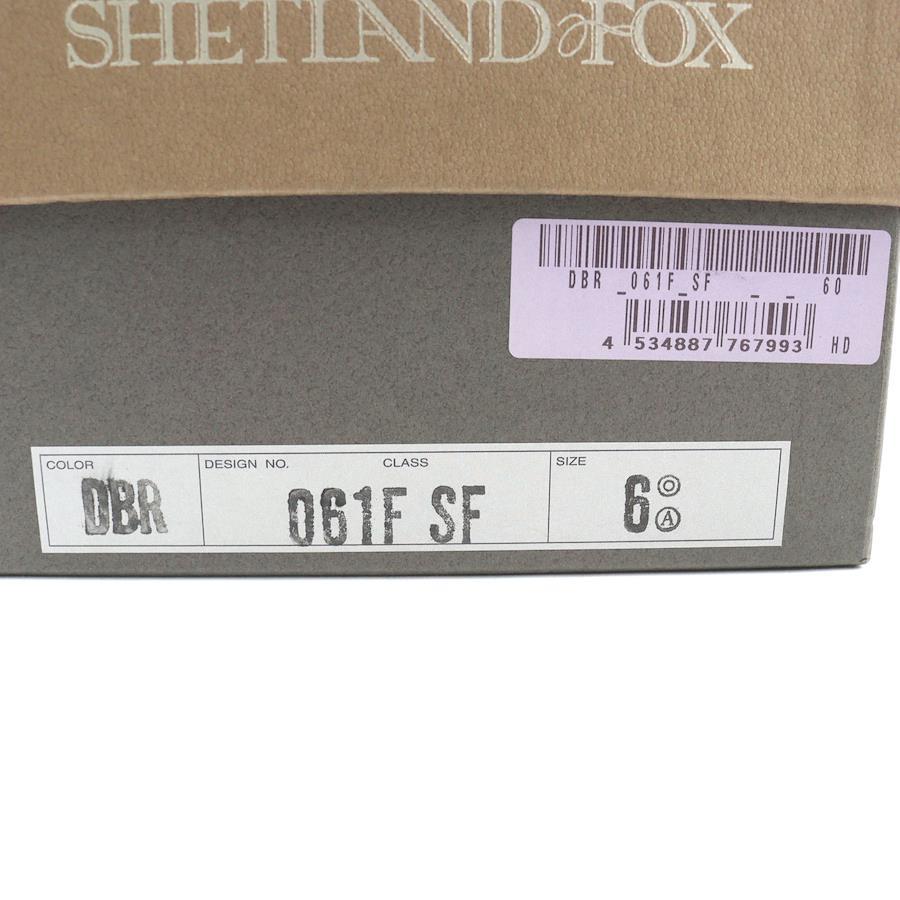 SHETLAND FOX
DBR _061F_SF _ _ 60
4 534887 767993 HD
COLOR DESIGN NO. CLASS SIZE
DBR 061F SF 6 ◎
Ⓐ